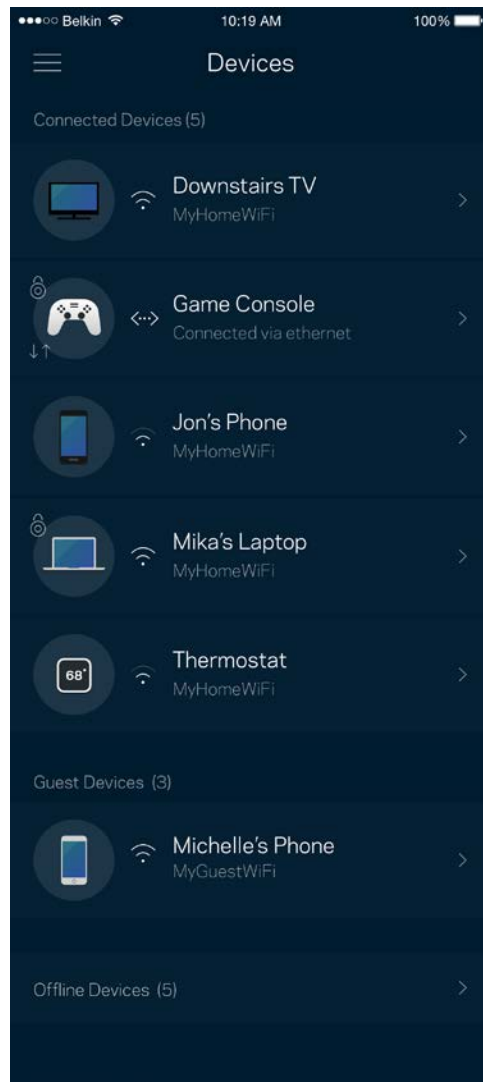 Belkin 10:19 AM 100%
Devices
Connected Devices (5)
Downstairs TV
MyHomeWiFi
Game Console
Connected via ethernet
Jon's Phone
MyHomeWiFi
Mika's Laptop
MyHomeWiFi
68°
Thermostat
MyHomeWiFi
Guest Devices (3)
Michelle's Phone
MyGuestWiFi
Offline Devices (5)